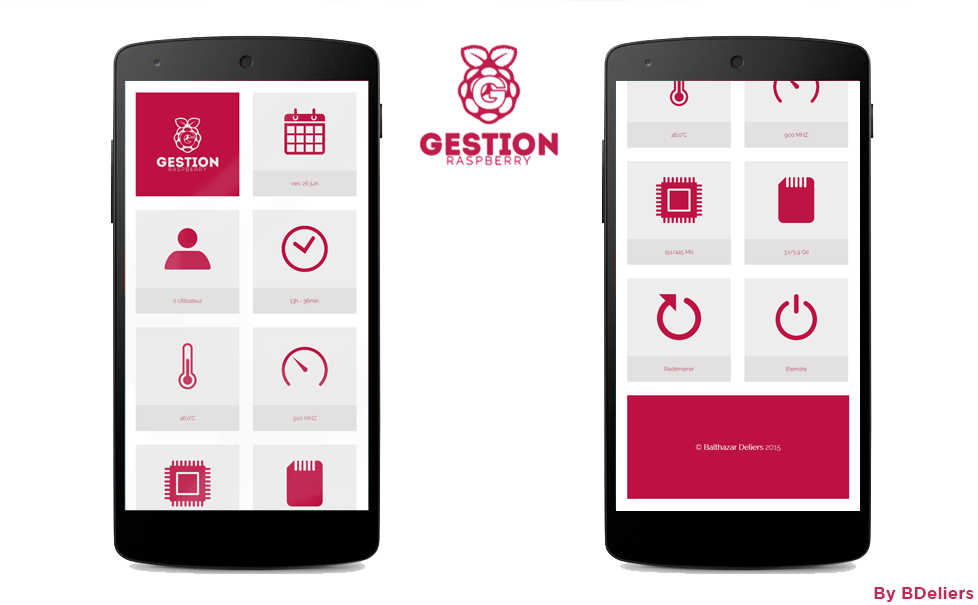 GESTION
RASPBERRY
ven. 26 juin
0 Utilisateur
13h - 36min
46.0°C
900 MHZ
GESTION
RASPBERRY
46.0°C
900 MHZ
151/445 Mo
3.1/5.9 Go
Redémarrer
Eteindre
© Balthazar Deliers 2015
By BDeliers